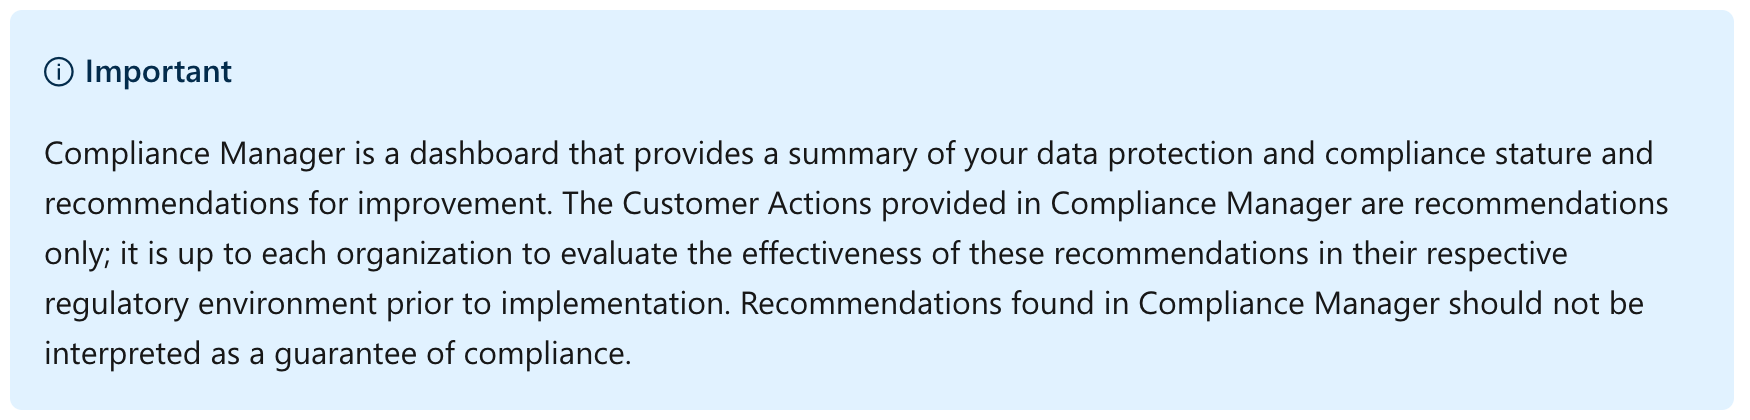 Important
Compliance Manager is a dashboard that provides a summary of your data protection and compliance stature and
recommendations for improvement. The Customer Actions provided in Compliance Manager are recommendations
only; it is up to each organization to evaluate the effectiveness of these recommendations in their respective
regulatory environment prior to implementation. Recommendations found in Compliance Manager should not be
interpreted as a guarantee of compliance.